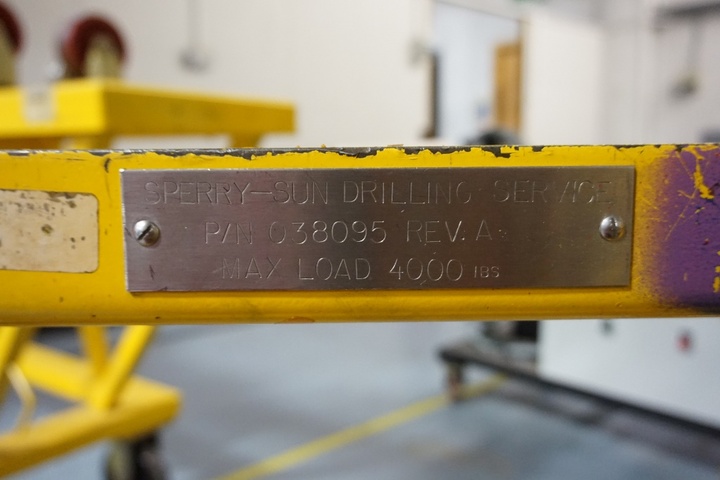 SPERRY-SUN DRILLING SERVICE
P/N 038095 REV. A
MAX LOAD 4000 lBS